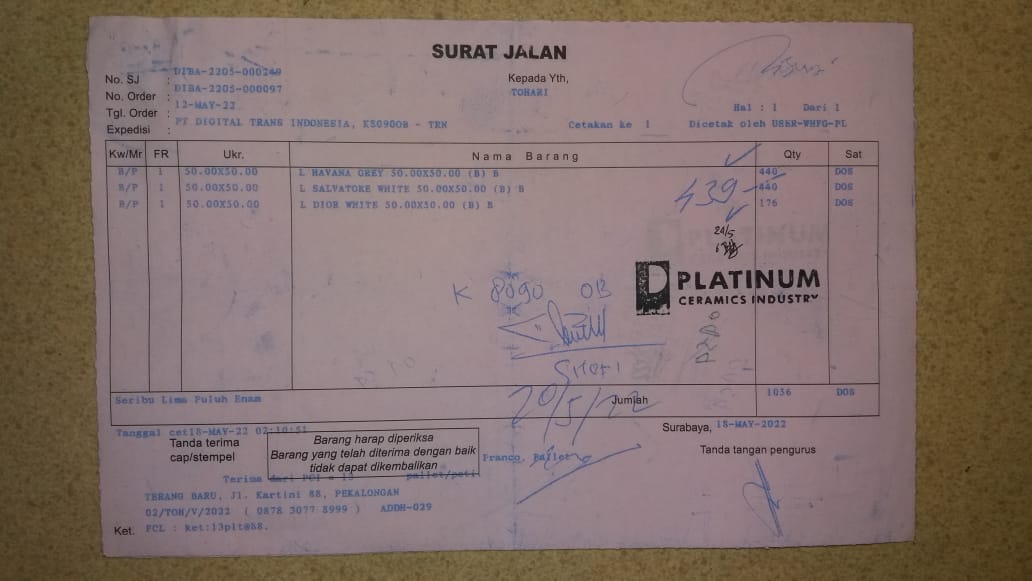 SURAT JALAN
No. SJ : DIBA-2205-000249
No. Order : DIBA-2205-000097
Tgl. Order : 12-MAY-22
Expedisi : PT DIGITAL TRANS INDONESIA, K8090OB - TRN
Kepada Yth,
TOHARI
Hal : 1 Dari 1
Cetakan ke 1 Dicetak oleh USER-WHFG-PL
Kw/Mr FR Ukr. Nama Barang Qty Sat
B/P 1 50.00X50.00 L HAVANA GREY 50.00X50.00 (B) B 440 DOS
B/P 1 50.00X50.00 L SALVATORE WHITE 50.00X50.00 (B) B 439 440 DOS
B/P 1 50.00X50.00 L DIOR WHITE 50.00X50.00 (B) B 176 DOS
PLATINUM
CERAMICS INDUSTRY
K 8090 OB
20/5/22
Seribu Lima Puluh Enam Jumlah 1056 DOS
Tanggal cet18-MAY-22 02:10:51
Surabaya, 18-MAY-2022
Tanda terima
cap/stempel
Barang harap diperiksa
Barang yang telah diterima dengan baik
tidak dapat dikembalikan
Tanda tangan pengurus
Franco, Pallet
Terima dari PCI = 13 pallet/peti
TERANG BARU, Jl. Kartini 88, PEKALONGAN
02/TOH/V/2022 ( 0878 3077 8999 ) ADDH-029
Ket. FCL : ket:13plt@88.